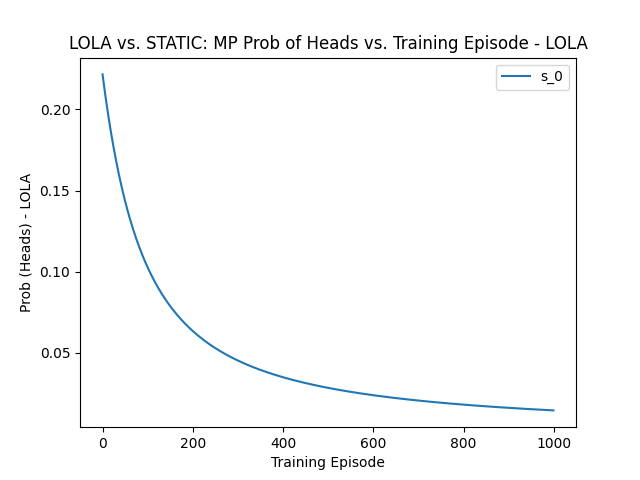 LOLA vs. STATIC: MP Prob of Heads vs. Training Episode - LOLA
s_0
Prob (Heads) - LOLA
0.20
0.15
0.10
0.05
0 200 400 600 800 1000
Training Episode